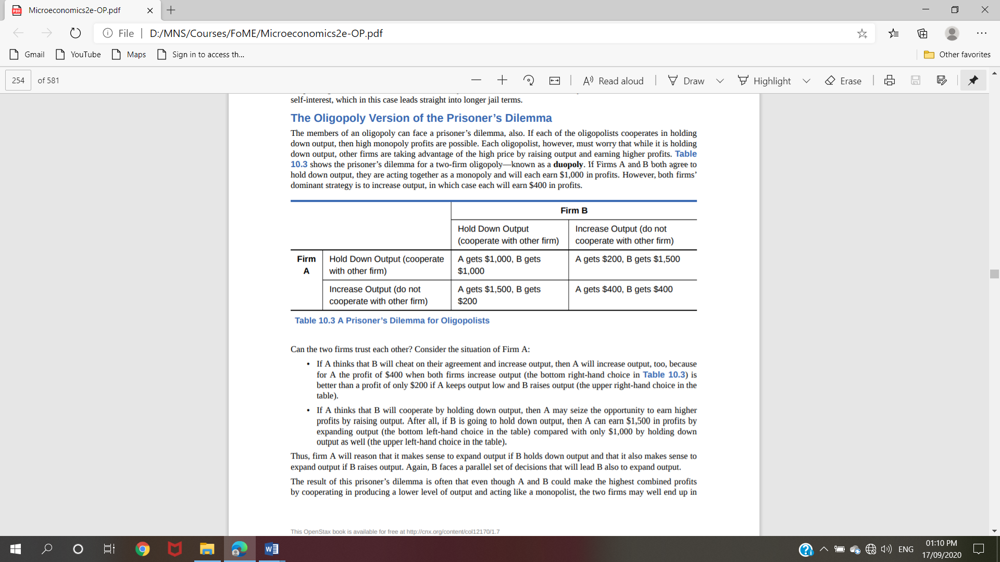 Microeconomics2e-OP.pdf
File
D:/MNS/Courses/FoME/Microeconomics2e-OP.pdf
Gmail
YouTube
Maps
Sign in to access th...
Other favorites
254 of 581
Read aloud
Draw
Highlight
Erase
self-interest, which in this case leads straight into longer jail terms.
The Oligopoly Version of the Prisoner's Dilemma
The members of an oligopoly can face a prisoner's dilemma, also. If each of the oligopolists cooperates in holding
down output, then high monopoly profits are possible. Each oligopolist, however, must worry that while it is holding
down output, other firms are taking advantage of the high price by raising output and earning higher profits. Table
10.3 shows the prisoner's dilemma for a two-firm oligopoly—known as a duopoly. If Firms A and B both agree to
hold down output, they are acting together as a monopoly and will each earn $1,000 in profits. However, both firms'
dominant strategy is to increase output, in which case each will earn $400 in profits.
Firm B
Hold Down Output
(cooperate with other firm)
Increase Output (do not
cooperate with other firm)
Firm
A
Hold Down Output (cooperate
with other firm)
A gets $1,000, B gets
$1,000
A gets $200, B gets $1,500
Increase Output (do not
cooperate with other firm)
A gets $1,500, B gets
$200
A gets $400, B gets $400
Table 10.3 A Prisoner's Dilemma for Oligopolists
Can the two firms trust each other? Consider the situation of Firm A:
• If A thinks that B will cheat on their agreement and increase output, then A will increase output, too, because
for A the profit of $400 when both firms increase output (the bottom right-hand choice in Table 10.3) is
better than a profit of only $200 if A keeps output low and B raises output (the upper right-hand choice in the
table).
• If A thinks that B will cooperate by holding down output, then A may seize the opportunity to earn higher
profits by raising output. After all, if B is going to hold down output, then A can earn $1,500 in profits by
expanding output (the bottom left-hand choice in the table) compared with only $1,000 by holding down
output as well (the upper left-hand choice in the table).
Thus, firm A will reason that it makes sense to expand output if B holds down output and that it also makes sense to
expand output if B raises output. Again, B faces a parallel set of decisions that will lead B also to expand output.
The result of this prisoner's dilemma is often that even though A and B could make the highest combined profits
by cooperating in producing a lower level of output and acting like a monopolist, the two firms may well end up in
This OpenStax book is available for free at http://cnx.org/content/col12170/1.7
ENG
01:10 PM
17/09/2020